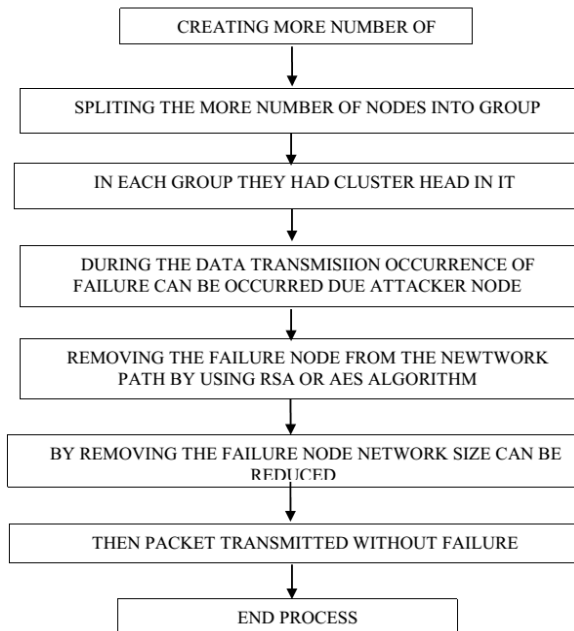 CREATING MORE NUMBER OF
SPLITING THE MORE NUMBER OF NODES INTO GROUP
IN EACH GROUP THEY HAD CLUSTER HEAD IN IT
DURING THE DATA TRANSMISIION OCCURRENCE OF
FAILURE CAN BE OCCURRED DUE ATTACKER NODE
REMOVING THE FAILURE NODE FROM THE NEWTWORK
PATH BY USING RSA OR AES ALGORITHM
BY REMOVING THE FAILURE NODE NETWORK SIZE CAN BE
REDUCED
THEN PACKET TRANSMITTED WITHOUT FAILURE
END PROCESS